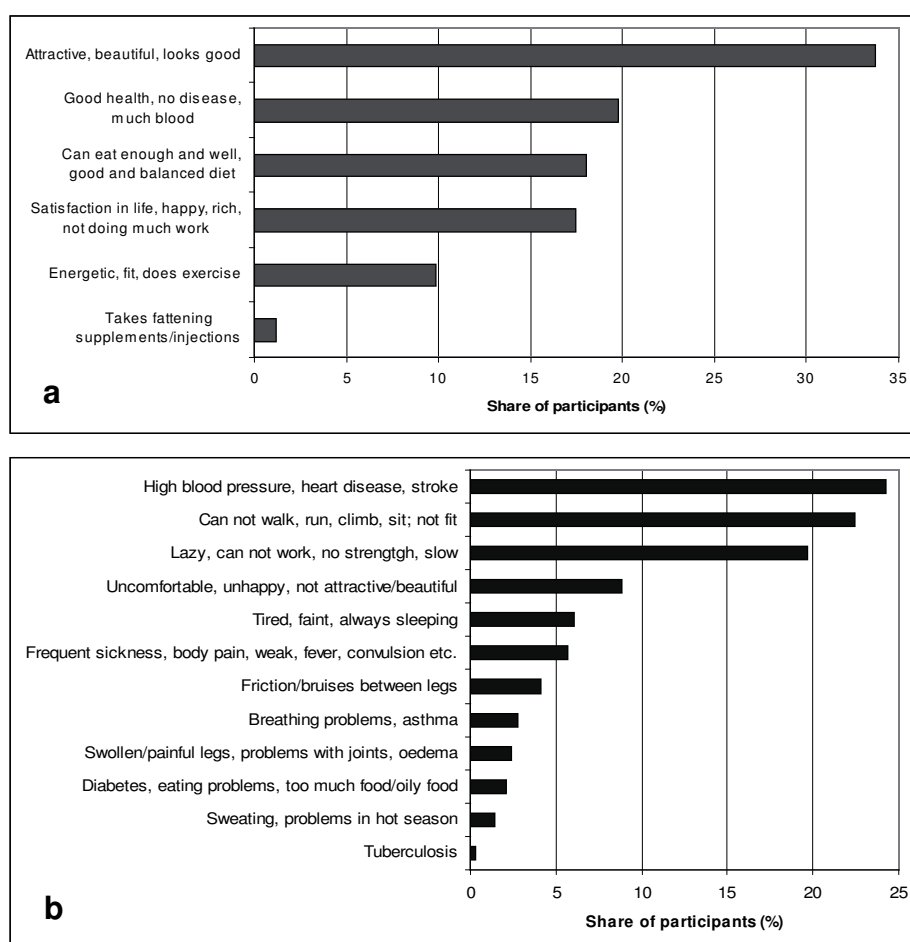 Attractive, beautiful, looks good
Good health, no disease,
much blood
Can eat enough and well,
good and balanced diet
Satisfaction in life, happy, rich,
not doing much work
Energetic, fit, does exercise
Takes fattening
supplements/injections
0 5 10 15 20 25 30 35
Share of participants (%)
a
High blood pressure, heart disease, stroke
Can not walk, run, climb, sit; not fit
Lazy, can not work, no strengtgh, slow
Uncomfortable, unhappy, not attractive/beautiful
Tired, faint, always sleeping
Frequent sickness, body pain, weak, fever, convulsion etc.
Friction/bruises between legs
Breathing problems, asthma
Swollen/painful legs, problems with joints, oedema
Diabetes, eating problems, too much food/oily food
Sweating, problems in hot season
Tuberculosis
0 5 10 15 20 25
Share of participants (%)
b